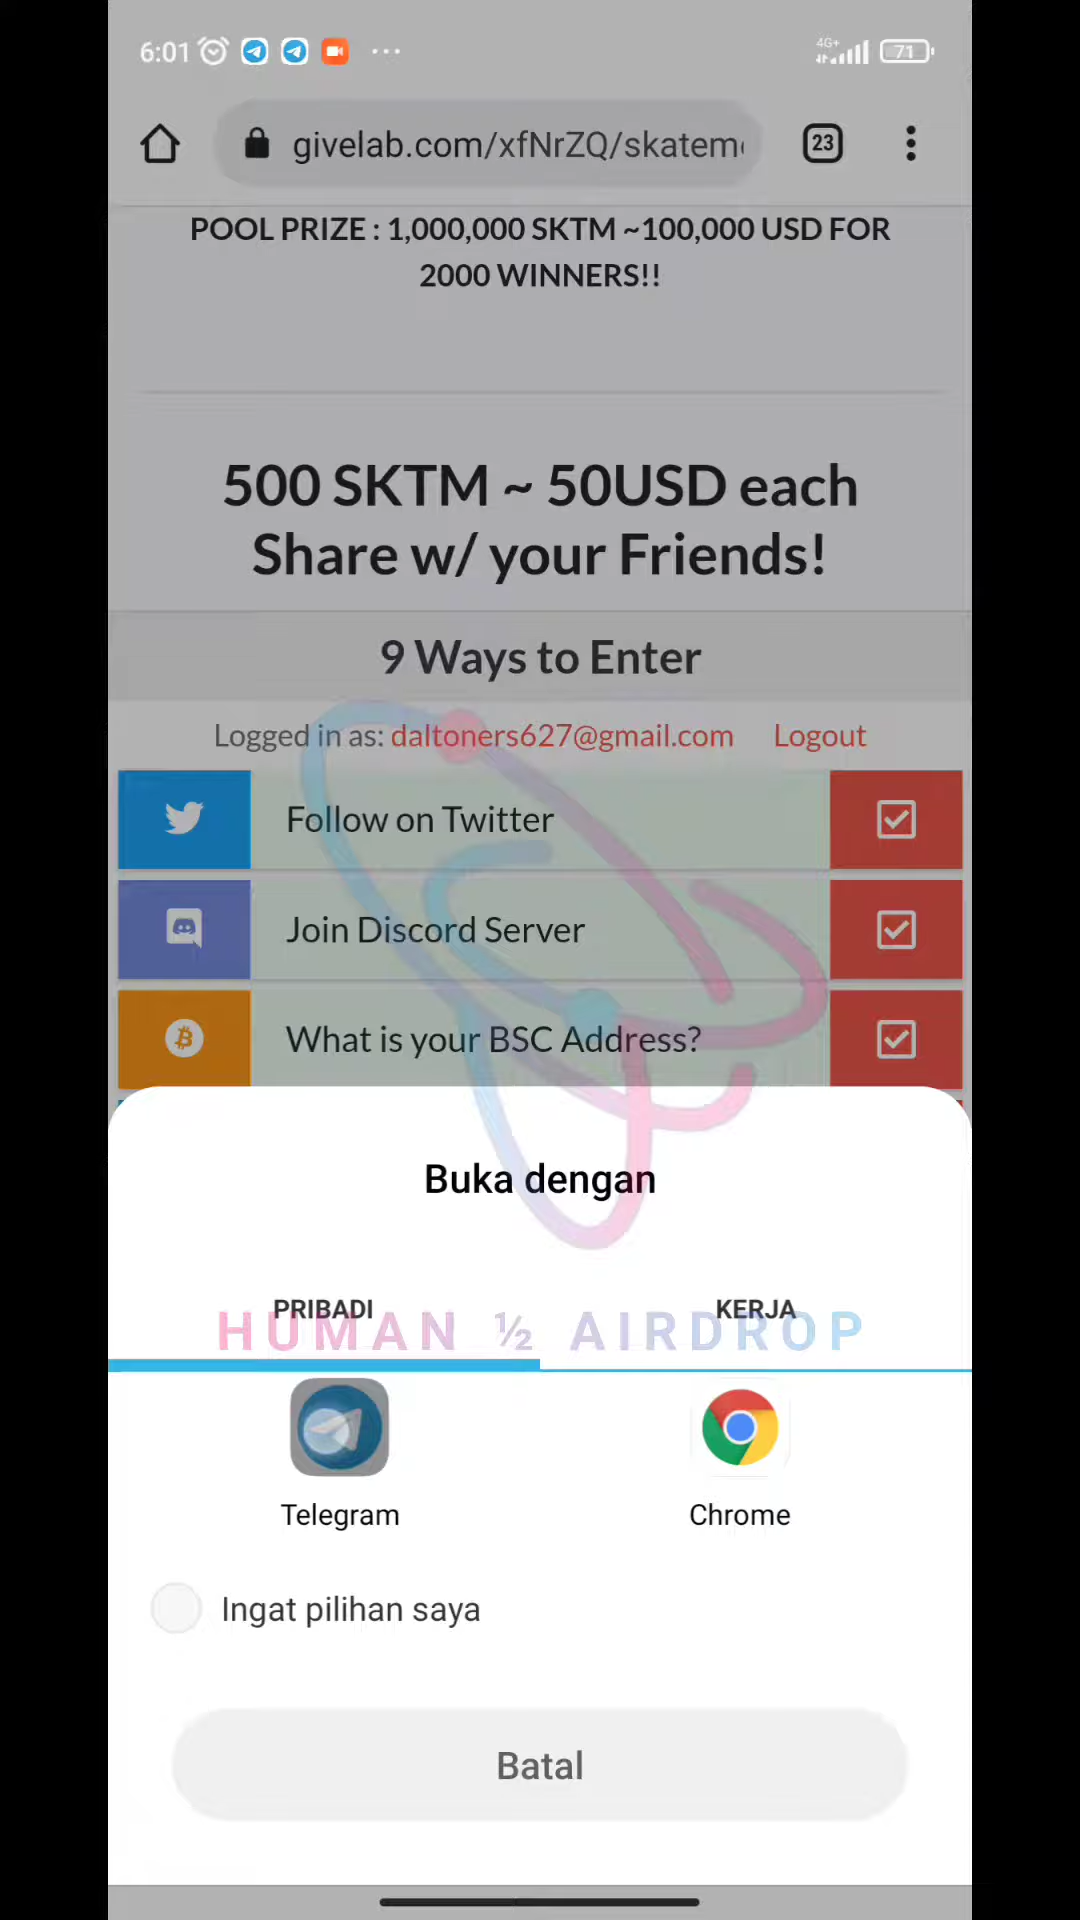 6:01
4G+
71
givelab.com/xfNrZQ/skatem
23
POOL PRIZE : 1,000,000 SKTM ~100,000 USD FOR
2000 WINNERS!!
500 SKTM ~ 50USD each
Share w/ your Friends!
9 Ways to Enter
Logged in as: daltoners627@gmail.com Logout
Follow on Twitter
Join Discord Server
What is your BSC Address?
Buka dengan
PRIBADI KERJA
HUMAN ½ AIRDROP
Telegram Chrome
Ingat pilihan saya
Batal